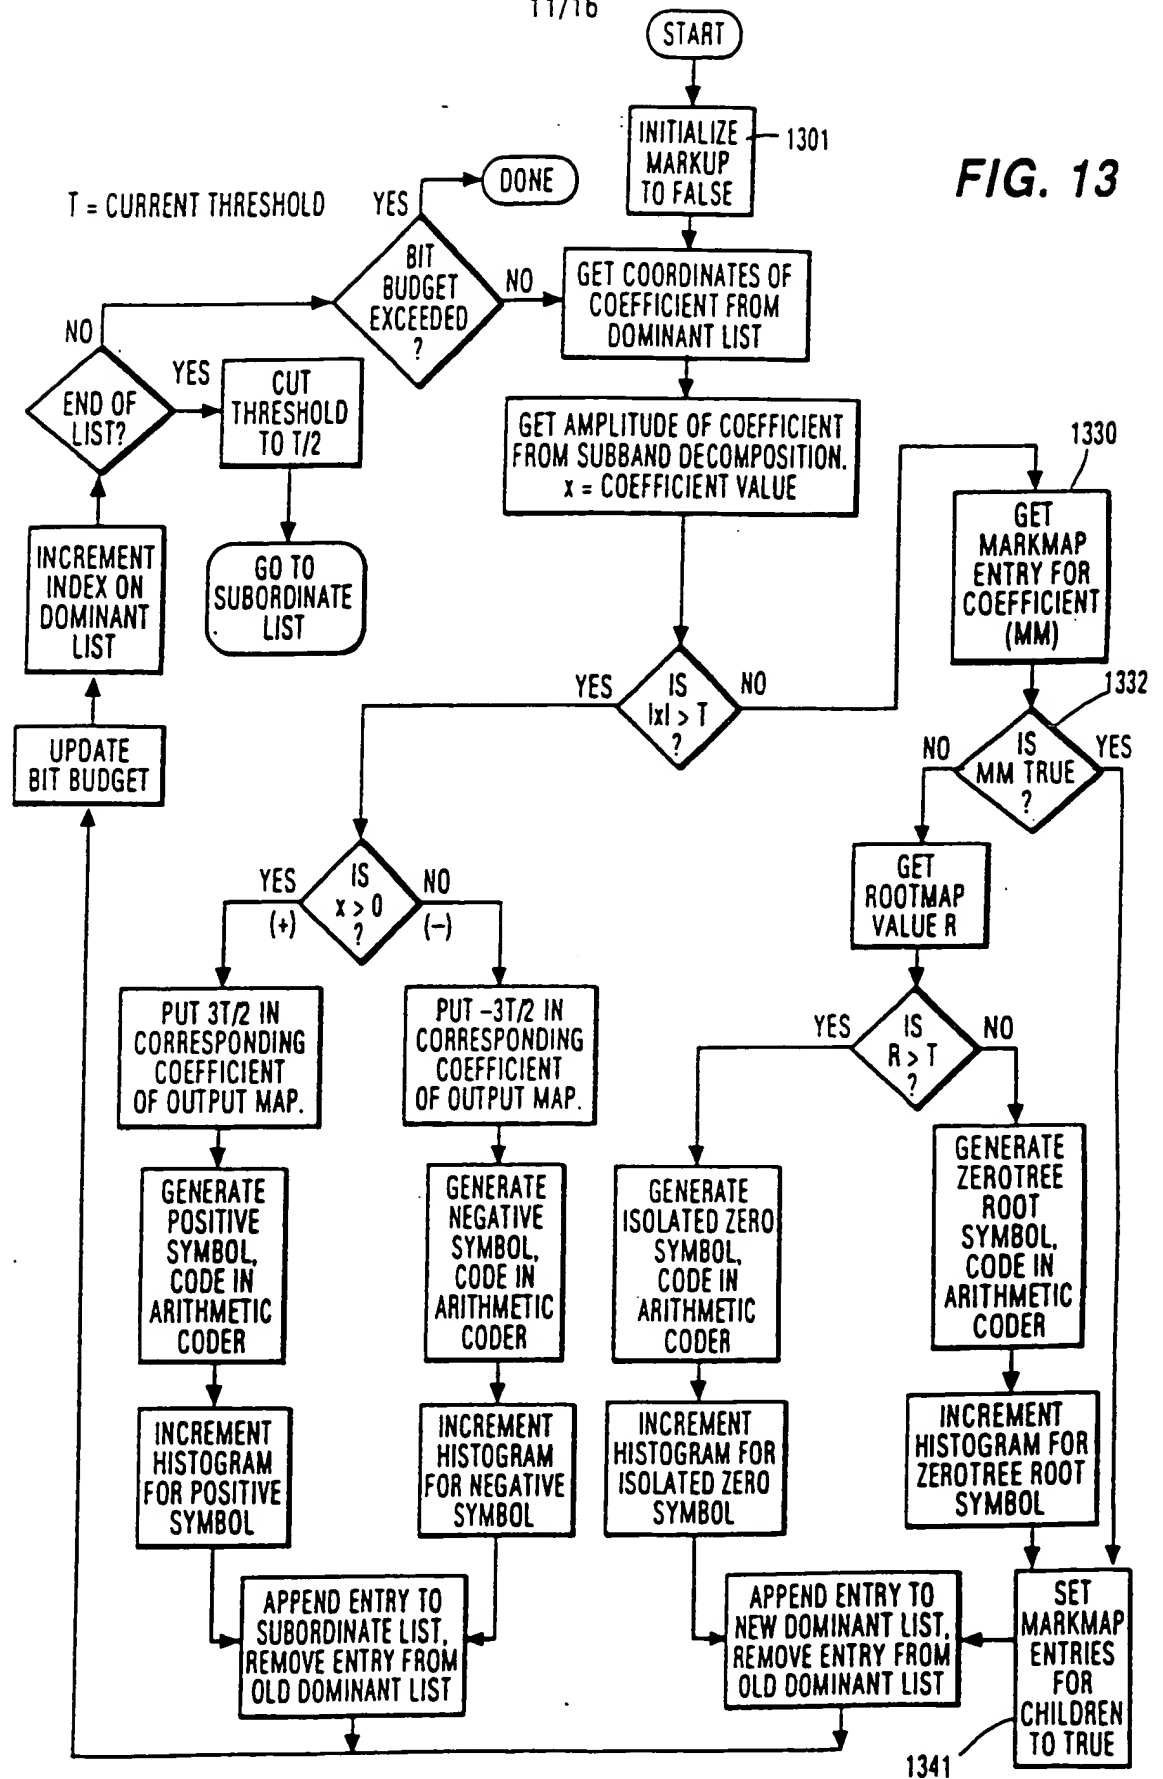 11/16
START
INITIALIZE
MARKUP
TO FALSE
1301
FIG. 13
DONE
T = CURRENT THRESHOLD
YES
BIT
BUDGET
EXCEEDED
?
NO
GET COORDINATES OF
COEFFICIENT FROM
DOMINANT LIST
NO
END OF
LIST?
YES
CUT
THRESHOLD
TO T/2
GET AMPLITUDE OF COEFFICIENT
FROM SUBBAND DECOMPOSITION.
x = COEFFICIENT VALUE
1330
GET
MARKMAP
ENTRY FOR
COEFFICIENT
(MM)
INCREMENT
INDEX ON
DOMINANT
LIST
GO TO
SUBORDINATE
LIST
YES
IS
|x| > T
?
NO
1332
UPDATE
BIT BUDGET
NO
IS
MM TRUE
?
YES
GET
ROOTMAP
VALUE R
YES
(+)
IS
x > 0
?
NO
(-)
PUT 3T/2 IN
CORRESPONDING
COEFFICIENT
OF OUTPUT MAP.
PUT -3T/2 IN
CORRESPONDING
COEFFICIENT
OF OUTPUT MAP.
YES
IS
R > T
?
NO
GENERATE
POSITIVE
SYMBOL,
CODE IN
ARITHMETIC
CODER
GENERATE
NEGATIVE
SYMBOL,
CODE IN
ARITHMETIC
CODER
GENERATE
ISOLATED ZERO
SYMBOL,
CODE IN
ARITHMETIC
CODER
GENERATE
ZEROTREE
ROOT
SYMBOL,
CODE IN
ARITHMETIC
CODER
INCREMENT
HISTOGRAM
FOR POSITIVE
SYMBOL
INCREMENT
HISTOGRAM
FOR NEGATIVE
SYMBOL
INCREMENT
HISTOGRAM FOR
ISOLATED ZERO
SYMBOL
INCREMENT
HISTOGRAM FOR
ZEROTREE ROOT
SYMBOL
APPEND ENTRY TO
SUBORDINATE LIST,
REMOVE ENTRY FROM
OLD DOMINANT LIST
APPEND ENTRY TO
NEW DOMINANT LIST,
REMOVE ENTRY FROM
OLD DOMINANT LIST
SET
MARKMAP
ENTRIES
FOR
CHILDREN
TO TRUE
1341